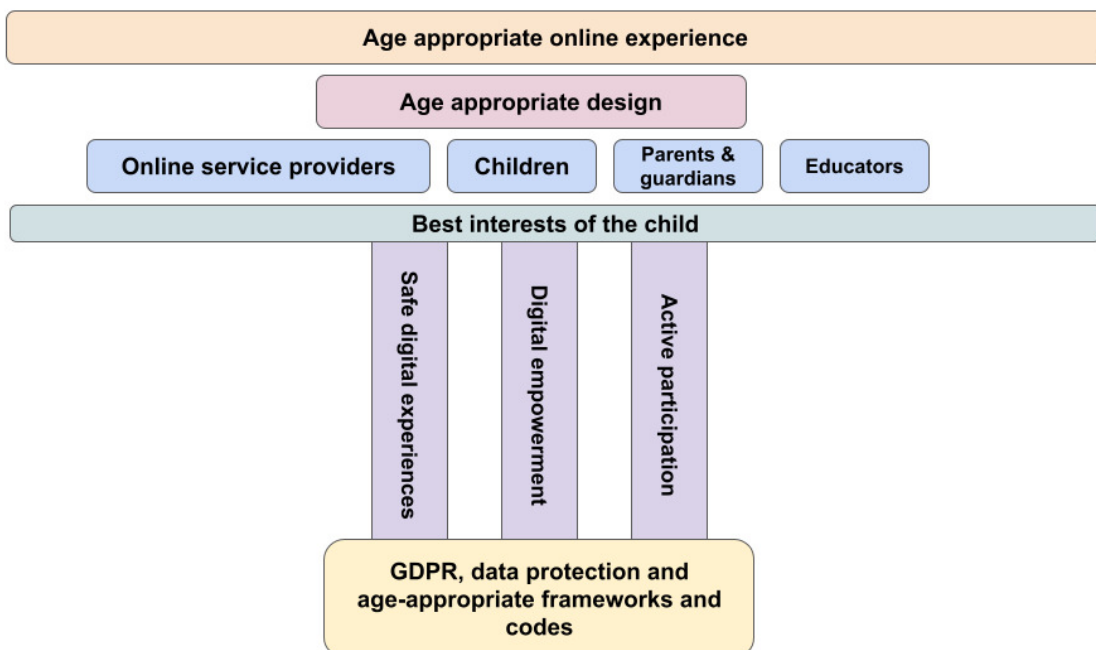 Age appropriate online experience
Age appropriate design
Online service providers
Children
Parents &
guardians
Educators
Best interests of the child
Safe digital experiences
Digital empowerment
Active participation
GDPR, data protection and
age-appropriate frameworks and
codes